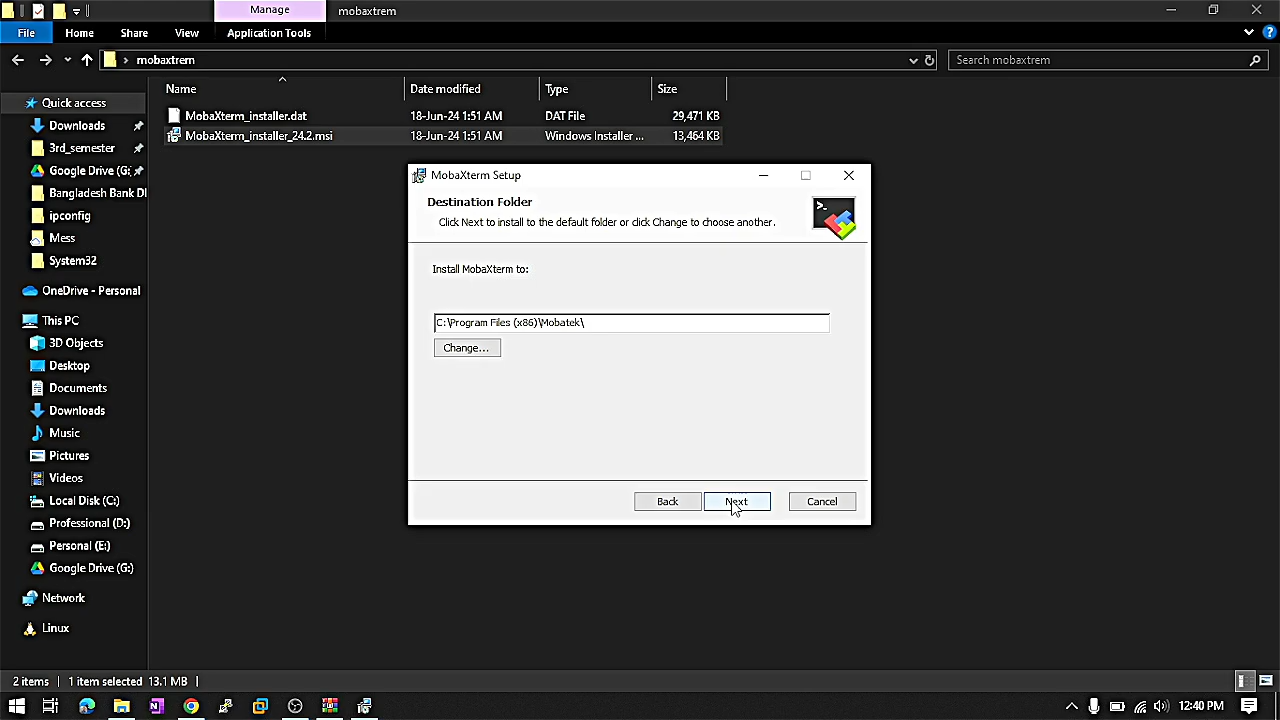 Manage
mobaxtrem
File
Home
Share
View
Application Tools
mobaxtrem
Search mobaxtrem
Name
Date modified
Type
Size
MobaXterm_installer.dat
18-Jun-24 1:51 AM
DAT File
29,471 KB
MobaXterm_installer_24.2.msi
18-Jun-24 1:51 AM
Windows Installer ...
13,464 KB
Quick access
Downloads
3rd_semester
Google Drive (G:
Bangladesh Bank DI
ipconfig
Mess
System32
OneDrive - Personal
This PC
3D Objects
Desktop
Documents
Downloads
Music
Pictures
Videos
Local Disk (C:)
Professional (D:)
Personal (E:)
Google Drive (G:)
Network
Linux
MobaXterm Setup
Destination Folder
Click Next to install to the default folder or click Change to choose another.
Install MobaXterm to:
C:\Program Files (x86)\Mobatek\
Change...
Back
Next
Cancel
2 items
1 item selected 13.1 MB
12:40 PM